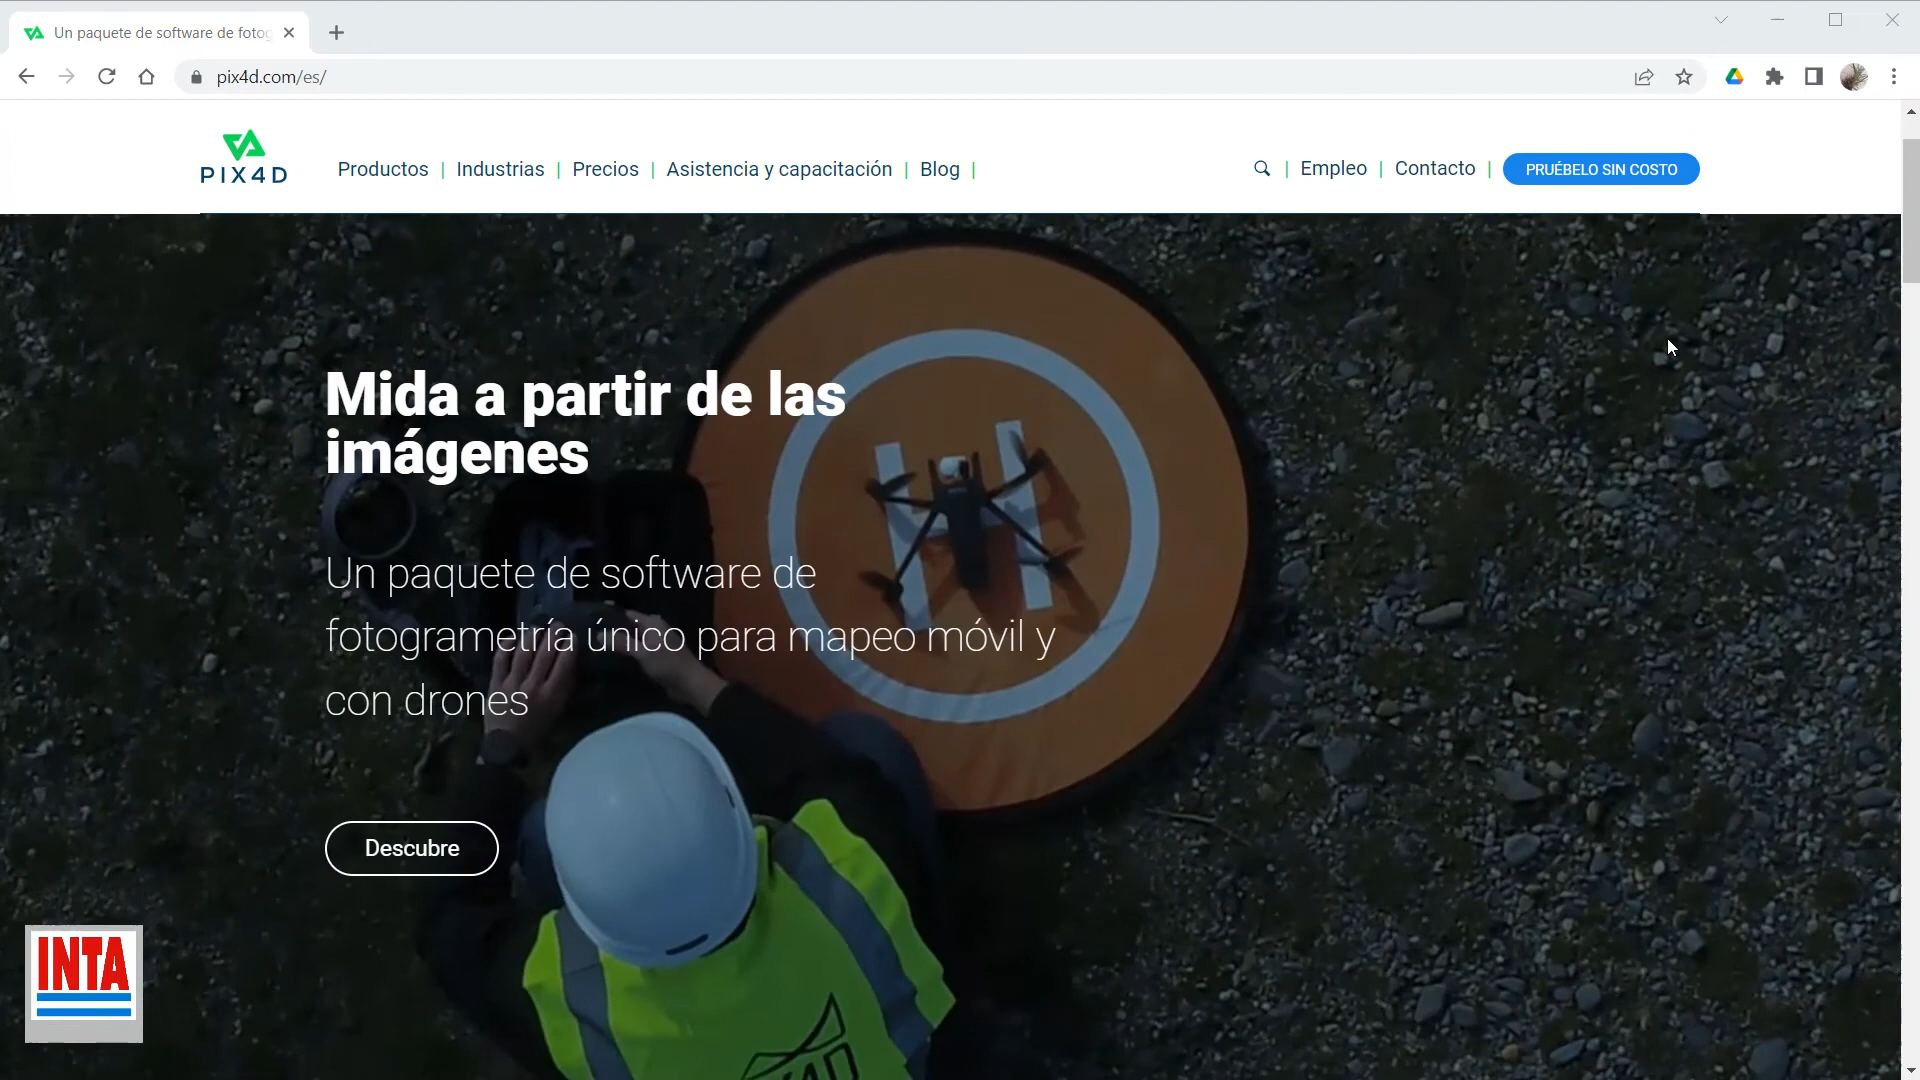 Un paquete de software de fotog
pix4d.com/es/
PIX4D
Productos | Industrias | Precios | Asistencia y capacitación | Blog |
| Empleo | Contacto | PRUÉBELO SIN COSTO
Mida a partir de las
imágenes
Un paquete de software de
fotogrametría único para mapeo móvil y
con drones
Descubre
INTA